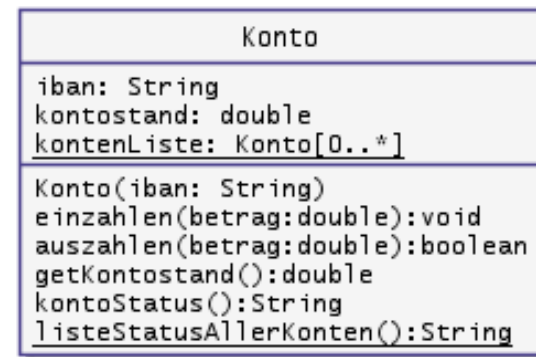 Konto
iban: String
kontostand: double
kontenListe: Konto[0..*]
Konto(iban: String)
einzahlen(betrag:double):void
auszahlen(betrag:double):boolean
getKontostand():double
kontoStatus():String
listeStatusAllerKonten():String